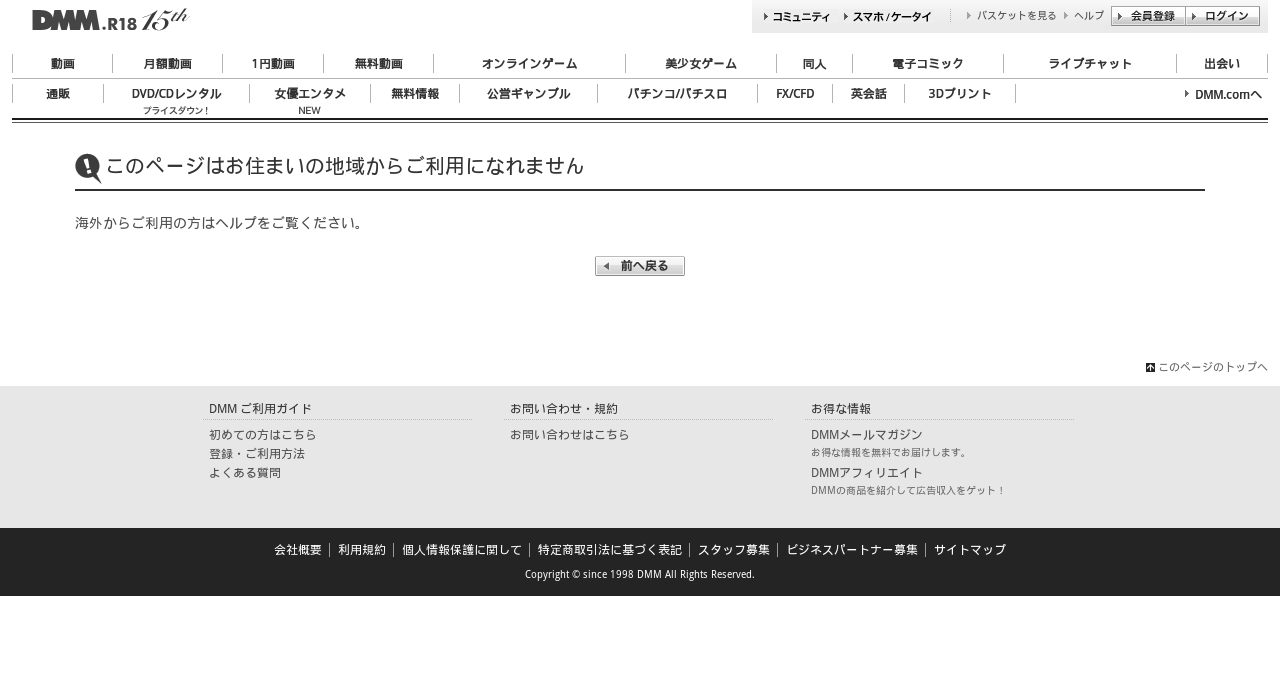 DMM.R18 15th
コミュニティ スマホ/ケータイ バスケットを見る ヘルプ 会員登録 ログイン
動画 月額動画 1円動画 無料動画 オンラインゲーム 美少女ゲーム 同人 電子コミック ライブチャット 出会い
通販 DVD/CDレンタル 女優エンタメ 無料情報 公営ギャンブル パチンコ/パチスロ FX/CFD 英会話 3Dプリント DMM.comへ
プライスダウン! NEW
このページはお住まいの地域からご利用になれません
海外からご利用の方はヘルプをご覧ください。
前へ戻る
このページのトップへ
DMM ご利用ガイド
初めての方はこちら
登録・ご利用方法
よくある質問
お問い合わせ・規約
お問い合わせはこちら
お得な情報
DMMメールマガジン
お得な情報を無料でお届けします。
DMMアフィリエイト
DMMの商品を紹介して広告収入をゲット！
会社概要 利用規約 個人情報保護に関して 特定商取引法に基づく表記 スタッフ募集 ビジネスパートナー募集 サイトマップ
Copyright © since 1998 DMM All Rights Reserved.